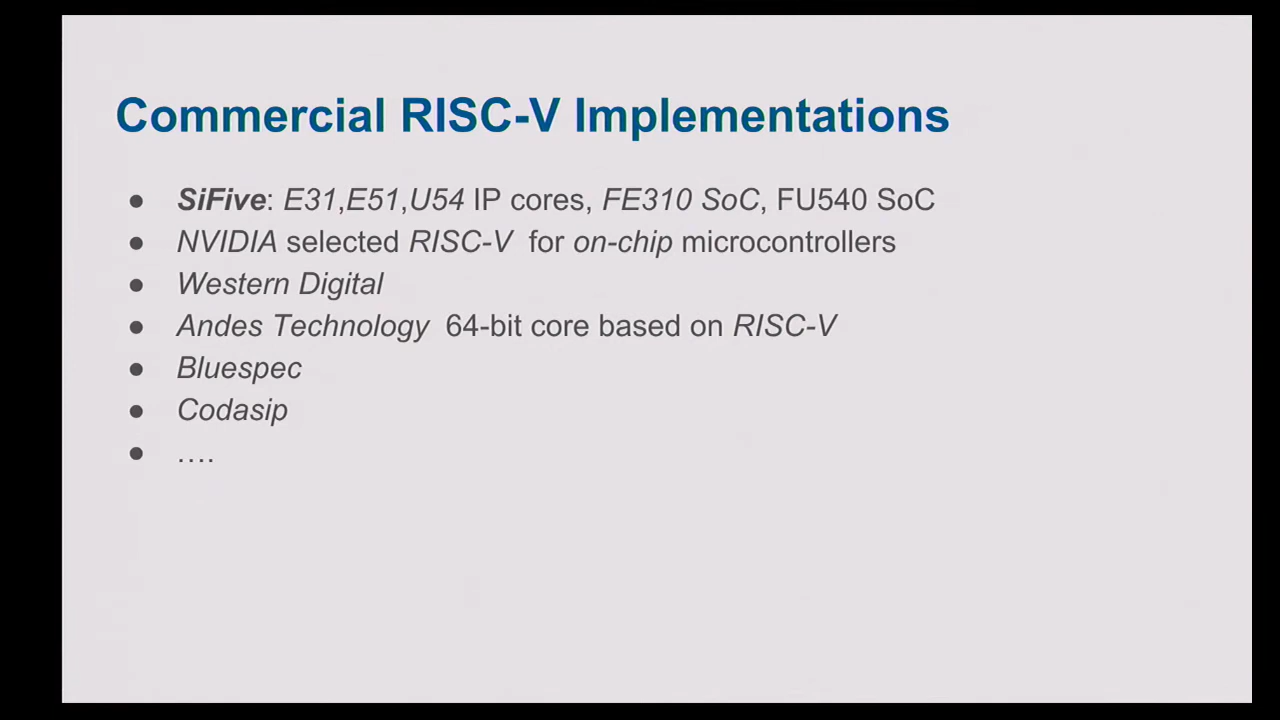 Commercial RISC-V Implementations
● SiFive: E31,E51,U54 IP cores, FE310 SoC, FU540 SoC
● NVIDIA selected RISC-V for on-chip microcontrollers
● Western Digital
● Andes Technology 64-bit core based on RISC-V
● Bluespec
● Codasip
● ….